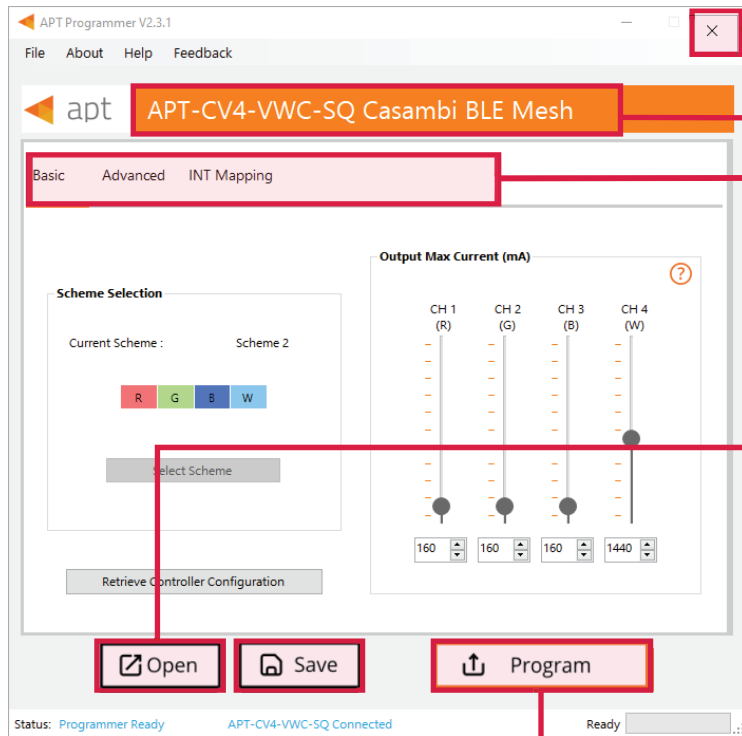 APT Programmer V2.3.1
File About Help Feedback
apt
APT-CV4-VWC-SQ Casambi BLE Mesh
Basic Advanced INT Mapping
Output Max Current (mA)
?
Scheme Selection
CH 1 CH 2 CH 3 CH 4
(R) (G) (B) (W)
Current Scheme : Scheme 2
R G B W
Select Scheme
160 160 160 1440
Retrieve Controller Configuration
Open Save Program
Status: Programmer Ready APT-CV4-VWC-SQ Connected Ready